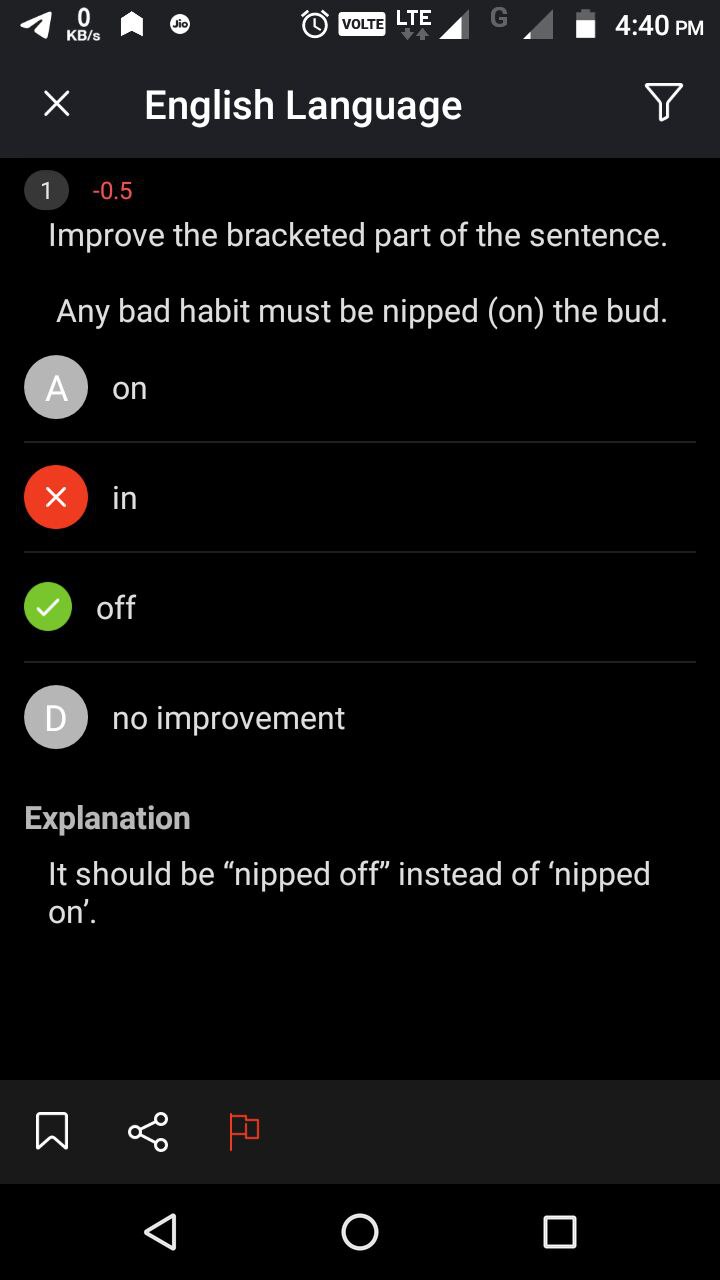 0
KB/s
Jio
VOLTE
LTE
G
4:40 PM
English Language
1
-0.5
Improve the bracketed part of the sentence.
Any bad habit must be nipped (on) the bud.
A
on
in
off
D
no improvement
Explanation
It should be “nipped off” instead of ‘nipped
on’.